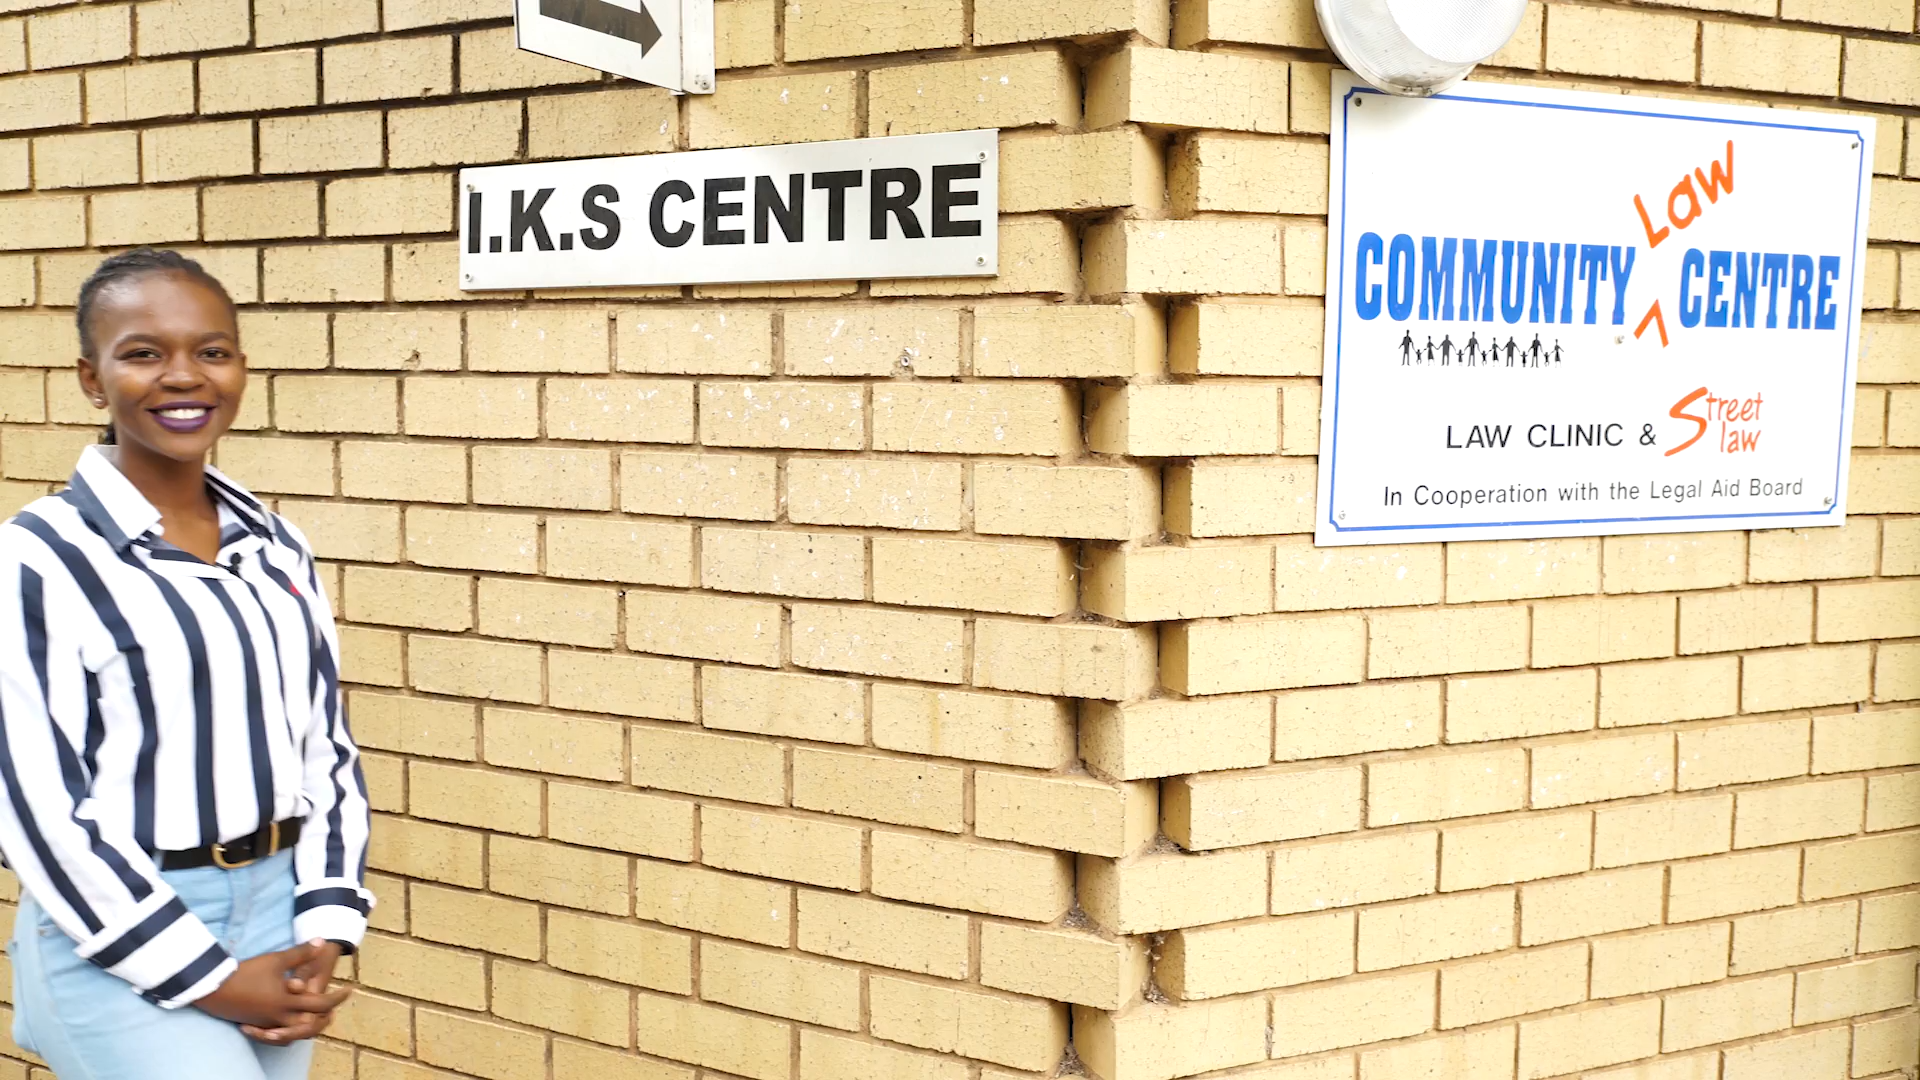 I.K.S CENTRE
Law
COMMUNITY ^ CENTRE
LAW CLINIC & Street law
In Cooperation with the Legal Aid Board